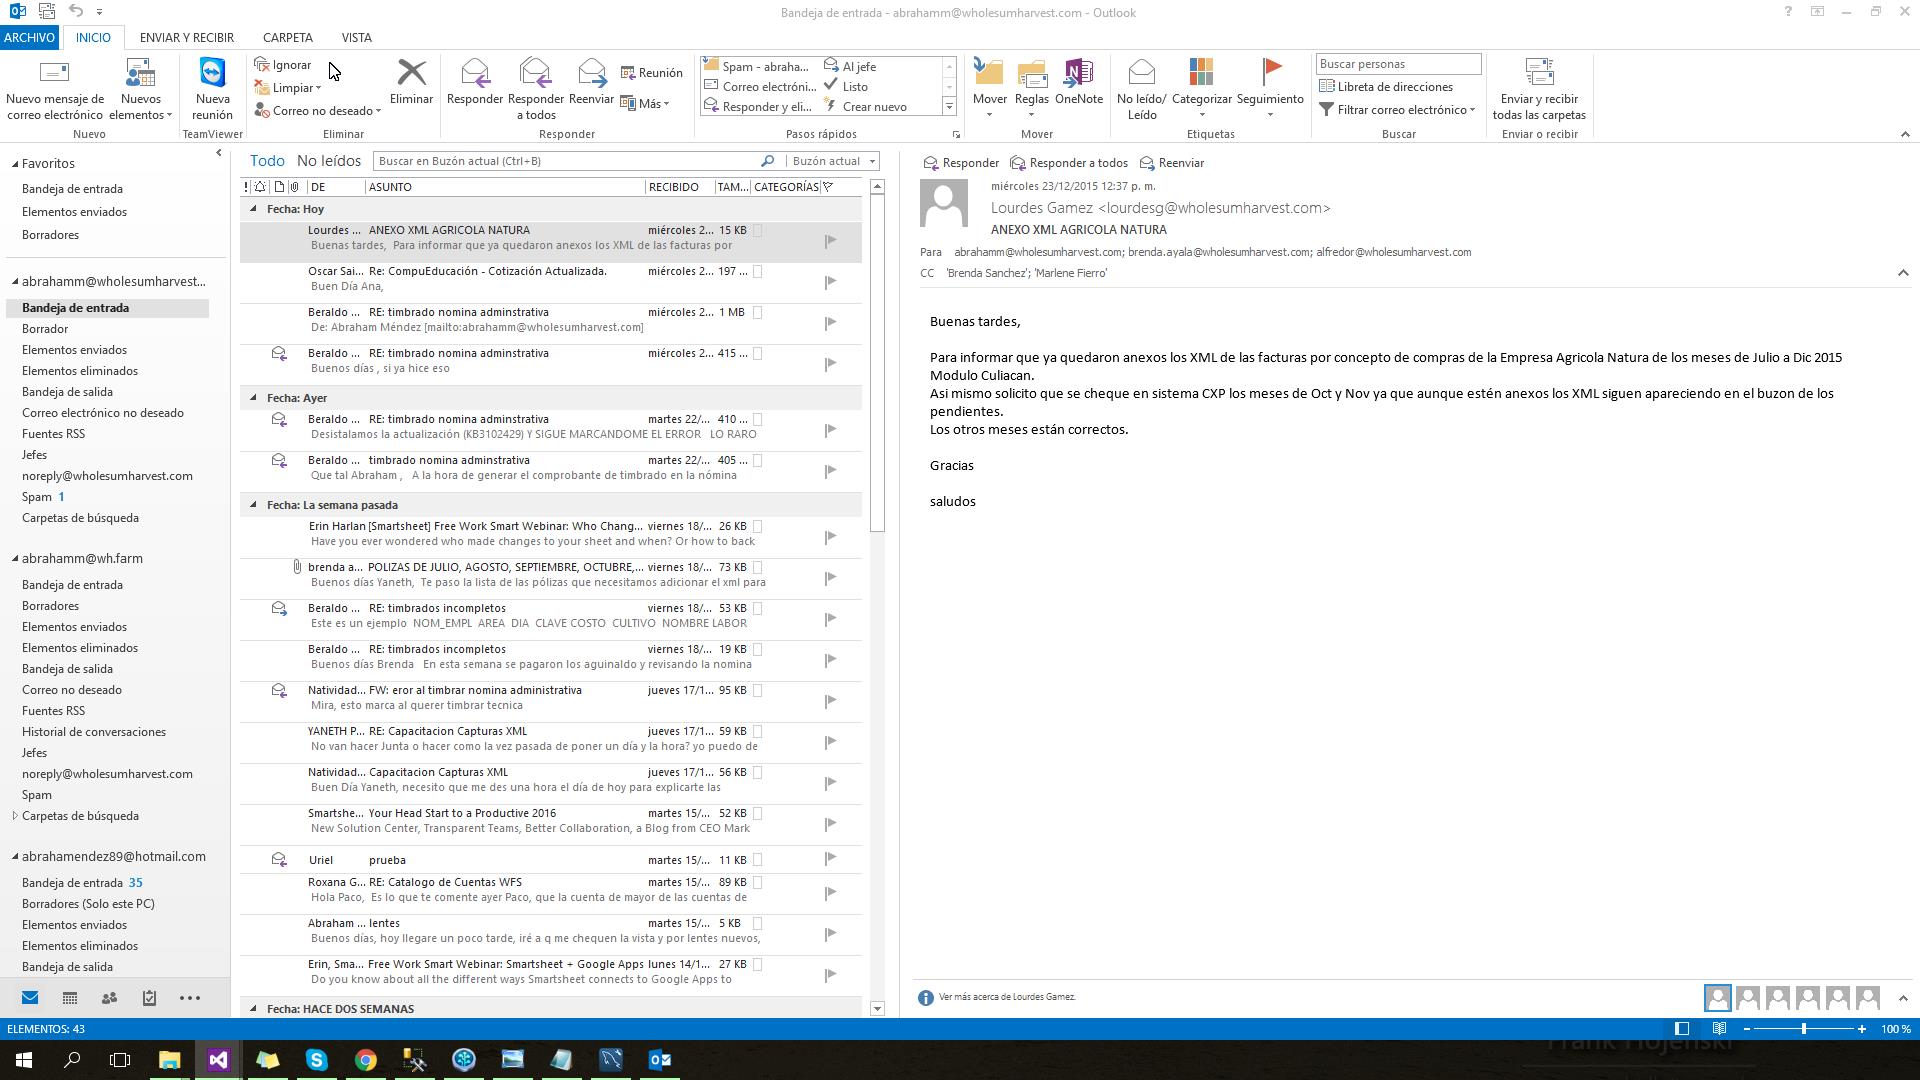 Bandeja de entrada - abrahamm@wholesumharvest.com - Outlook
ARCHIVO INICIO ENVIAR Y RECIBIR CARPETA VISTA
Nuevo mensaje de correo electrónico
Nuevos elementos
Nuevo
Nueva reunión
TeamViewer
Ignorar
Limpiar
Correo no deseado
Eliminar
Eliminar
Responder
Responder a todos
Reenviar
Reunión
Más
Responder
Spam - abraha...
Correo electróni...
Responder y eli...
Al jefe
Listo
Crear nuevo
Pasos rápidos
Mover
Reglas
OneNote
Mover
No leído/ Leído
Categorizar
Seguimiento
Etiquetas
Buscar personas
Libreta de direcciones
Filtrar correo electrónico
Buscar
Enviar y recibir todas las carpetas
Enviar o recibir
Favoritos
Bandeja de entrada
Elementos enviados
Borradores
abrahamm@wholesumharvest...
Bandeja de entrada
Borrador
Elementos enviados
Elementos eliminados
Bandeja de salida
Correo electrónico no deseado
Fuentes RSS
Jefes
noreply@wholesumharvest.com
Spam 1
Carpetas de búsqueda
abrahamm@wh.farm
Bandeja de entrada
Borradores
Elementos enviados
Elementos eliminados
Bandeja de salida
Correo no deseado
Fuentes RSS
Historial de conversaciones
Jefes
noreply@wholesumharvest.com
Spam
Carpetas de búsqueda
abrahamendez89@hotmail.com
Bandeja de entrada 35
Borradores (Solo este PC)
Elementos enviados
Elementos eliminados
Bandeja de salida
Todo No leídos Buscar en Buzón actual (Ctrl+B) Buzón actual
DE ASUNTO RECIBIDO TAM... CATEGORÍAS
Fecha: Hoy
Lourdes ... ANEXO XML AGRICOLA NATURA miércoles 2... 15 KB
Buenas tardes, Para informar que ya quedaron anexos los XML de las facturas por
Oscar Sai... Re: CompuEducación - Cotización Actualizada. miércoles 2... 197 ...
Buen Día Ana,
Beraldo ... RE: timbrado nomina adminstrativa miércoles 2... 1 MB
De: Abraham Méndez [mailto:abrahamm@wholesumharvest.com]
Beraldo ... RE: timbrado nomina adminstrativa miércoles 2... 415 ...
Buenos días , si ya hice eso
Fecha: Ayer
Beraldo ... RE: timbrado nomina adminstrativa martes 22/... 410 ...
Desistalamos la actualización (KB3102429) Y SIGUE MARCANDOME EL ERROR LO RARO
Beraldo ... timbrado nomina adminstrativa martes 22/... 405 ...
Que tal Abraham , A la hora de generar el comprobante de timbrado en la nómina
Fecha: La semana pasada
Erin Harlan [Smartsheet] Free Work Smart Webinar: Who Chang... viernes 18/... 26 KB
Have you ever wondered who made changes to your sheet and when? Or how to back
brenda a... POLIZAS DE JULIO, AGOSTO, SEPTIEMBRE, OCTUBRE,... viernes 18/... 73 KB
Buenos días Yaneth, Te paso la lista de las pólizas que necesitamos adicionar el xml para
Beraldo ... RE: timbrados incompletos viernes 18/... 53 KB
Este es un ejemplo NOM_EMPL AREA DIA CLAVE COSTO CULTIVO NOMBRE LABOR
Beraldo ... RE: timbrados incompletos viernes 18/... 19 KB
Buenos días Brenda En esta semana se pagaron los aguinaldo y revisando la nomina
Natividad... FW: eror al timbrar nomina administrativa jueves 17/1... 95 KB
Mira, esto marca al querer timbrar tecnica
YANETH P... RE: Capacitacion Capturas XML jueves 17/1... 59 KB
No van hacer Junta o hacer como la vez pasada de poner un día y la hora? yo puedo de
Natividad... Capacitacion Capturas XML jueves 17/1... 56 KB
Buen Día Yaneth, necesito que me des una hora el día de hoy para explicarte las
Smartshe... Your Head Start to a Productive 2016 martes 15/... 52 KB
New Solution Center, Transparent Teams, Better Collaboration, a Blog from CEO Mark
Uriel prueba martes 15/... 11 KB
Roxana G... RE: Catalogo de Cuentas WFS martes 15/... 89 KB
Hola Paco, Es lo que te comente ayer Paco, que la cuenta de mayor de las cuentas de
Abraham ... lentes martes 15/... 5 KB
Buenos días, hoy llegare un poco tarde, iré a q me chequen la vista y por lentes nuevos,
Erin, Sma... Free Work Smart Webinar: Smartsheet + Google Apps lunes 14/1... 27 KB
Do you know about all the different ways Smartsheet connects to Google Apps to
Fecha: HACE DOS SEMANAS
Responder Responder a todos Reenviar
miércoles 23/12/2015 12:37 p. m.
Lourdes Gamez <lourdesg@wholesumharvest.com>
ANEXO XML AGRICOLA NATURA
Para abrahamm@wholesumharvest.com; brenda.ayala@wholesumharvest.com; alfredor@wholesumharvest.com
CC 'Brenda Sanchez'; 'Marlene Fierro'
Buenas tardes,
Para informar que ya quedaron anexos los XML de las facturas por concepto de compras de la Empresa Agricola Natura de los meses de Julio a Dic 2015
Modulo Culiacan.
Asi mismo solicito que se cheque en sistema CXP los meses de Oct y Nov ya que aunque estén anexos los XML siguen apareciendo en el buzon de los
pendientes.
Los otros meses están correctos.
Gracias
saludos
Ver más acerca de Lourdes Gamez.
ELEMENTOS: 43
100 %